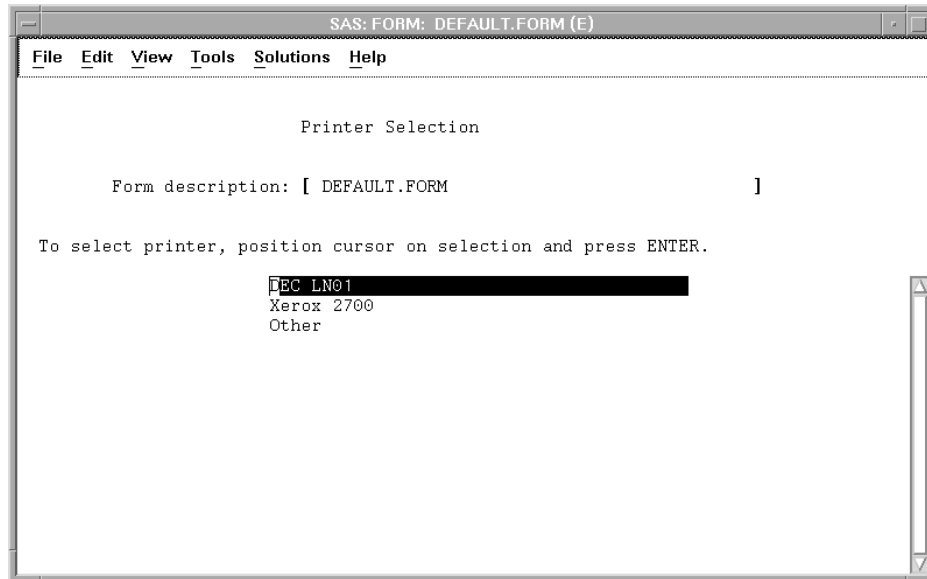 SAS: FORM: DEFAULT.FORM (E)
File Edit View Tools Solutions Help
Printer Selection
Form description: [ DEFAULT.FORM ]
To select printer, position cursor on selection and press ENTER.
DEC LN01
Xerox 2700
Other